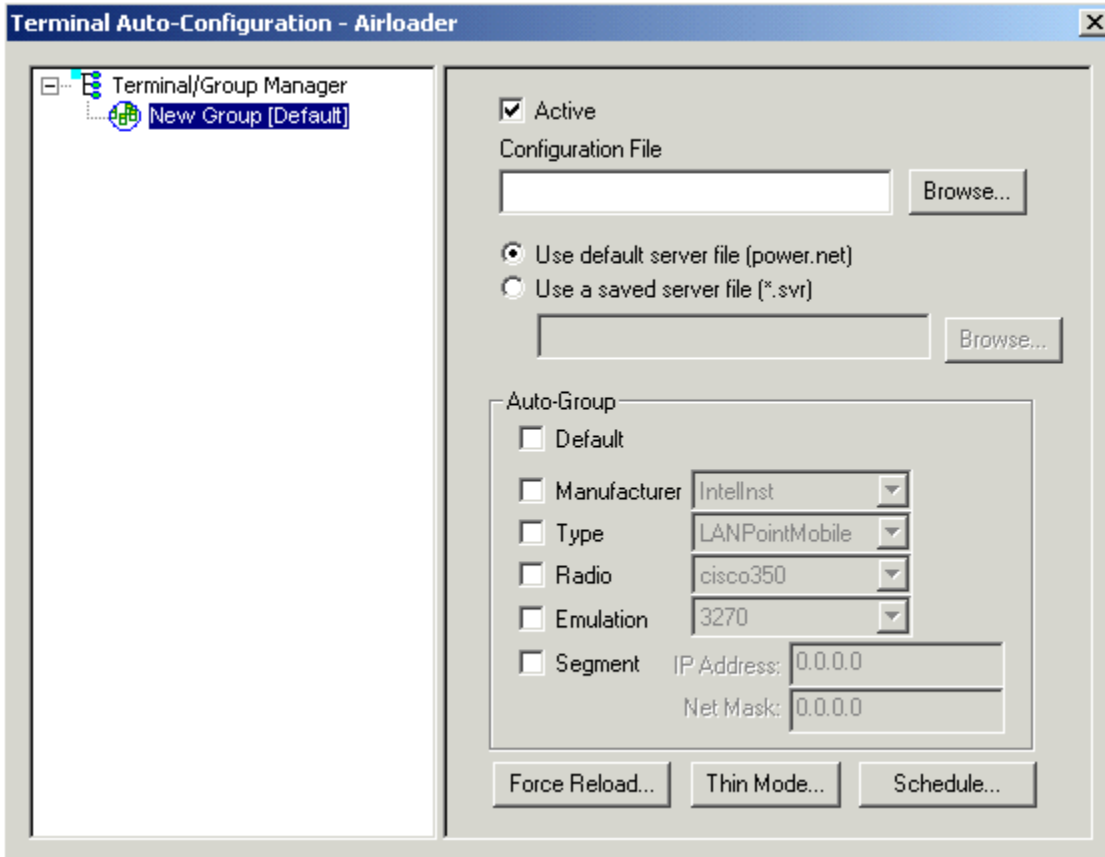 Terminal Auto-Configuration - Airloader
Terminal/Group Manager
New Group [Default]
Active
Configuration File
Browse...
Use default server file (power.net)
Use a saved server file (*.svr)
Browse...
Auto-Group
Default
Manufacturer IntelInst
Type LANPointMobile
Radio cisco350
Emulation 3270
Segment IP Address: 0.0.0.0
Net Mask: 0.0.0.0
Force Reload... Thin Mode... Schedule...